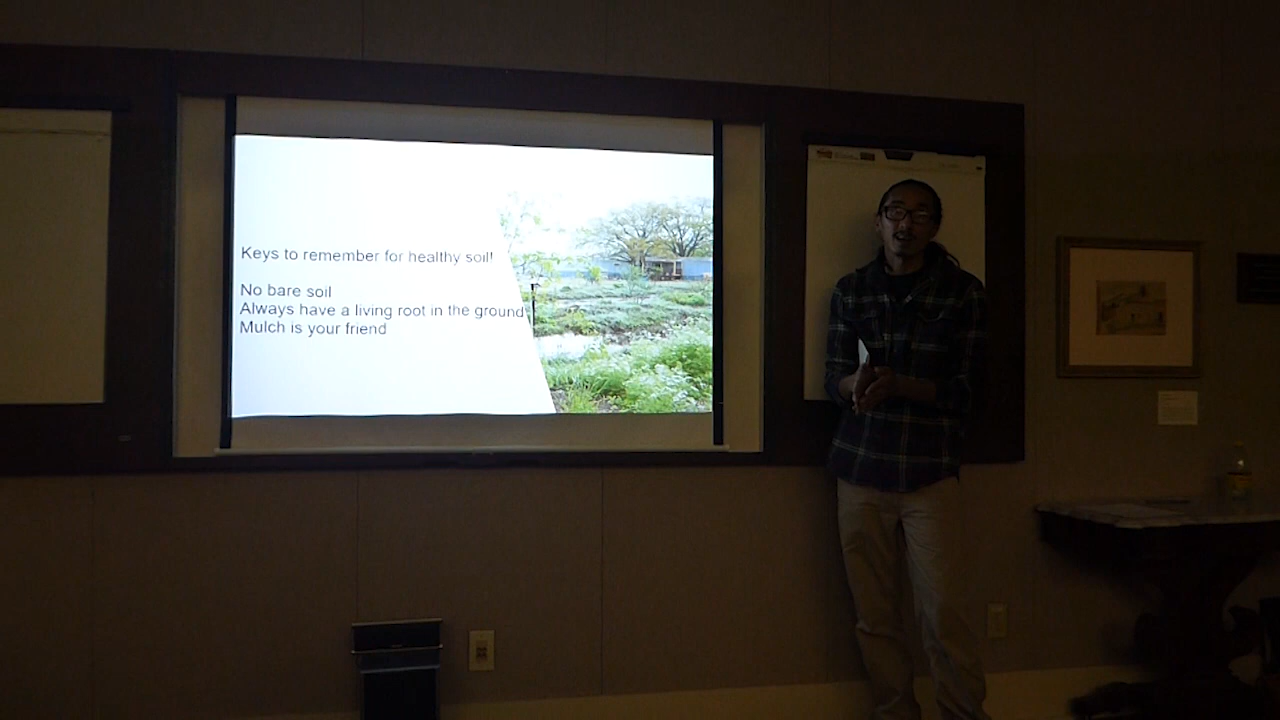 Keys to remember for healthy soil!
No bare soil
Always have a living root in the ground
Mulch is your friend